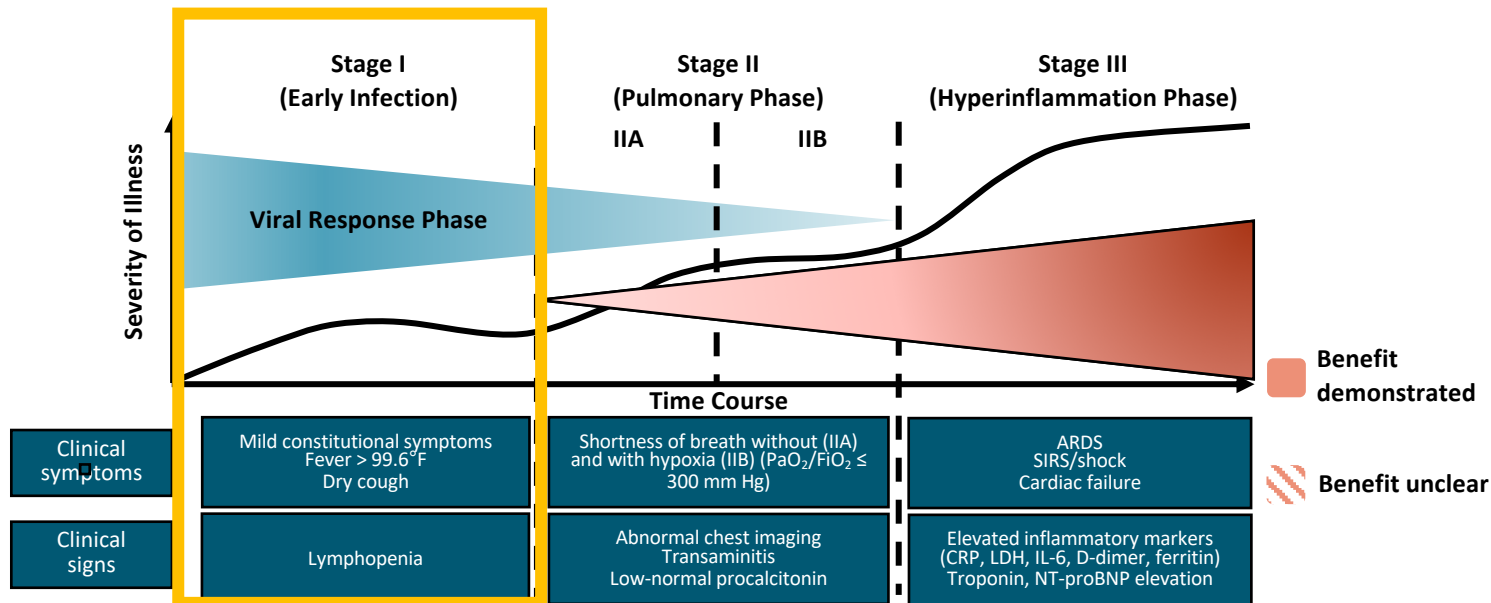 Stage I
(Early Infection)
Stage II
(Pulmonary Phase)
Stage III
(Hyperinflammation Phase)
IIA
IIB
Severity of Illness
Viral Response Phase
Time Course
Benefit
demonstrated
Benefit unclear
Clinical
symptoms
Mild constitutional symptoms
Fever > 99.6°F
Dry cough
Shortness of breath without (IIA)
and with hypoxia (IIB) (PaO₂/FiO₂ ≤
300 mm Hg)
ARDS
SIRS/shock
Cardiac failure
Clinical
signs
Lymphopenia
Abnormal chest imaging
Transaminitis
Low-normal procalcitonin
Elevated inflammatory markers
(CRP, LDH, IL-6, D-dimer, ferritin)
Troponin, NT-proBNP elevation